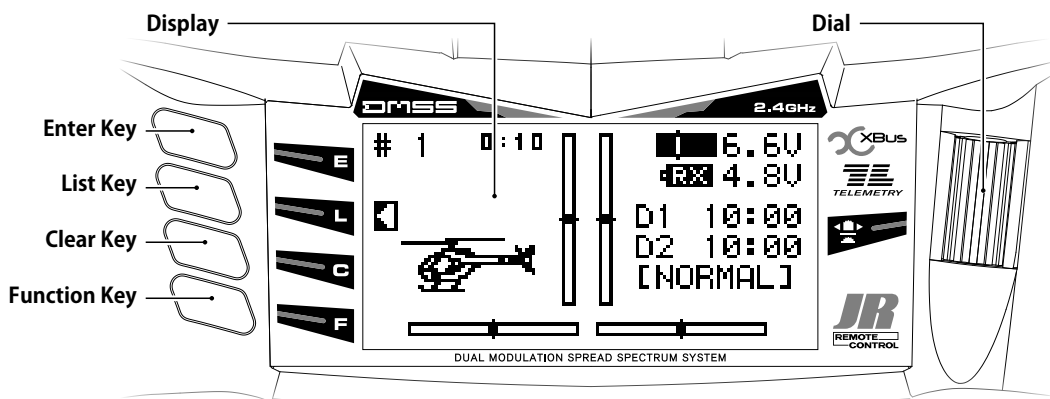 Display
Dial
DMSS
2.4GHz
Enter Key
List Key
Clear Key
Function Key
E
L
C
F
# 1 0:10
6.6V
RX 4.8V
D1 10:00
D2 10:00
[NORMAL]
XBus
TELEMETRY
JR
REMOTE
CONTROL
DUAL MODULATION SPREAD SPECTRUM SYSTEM